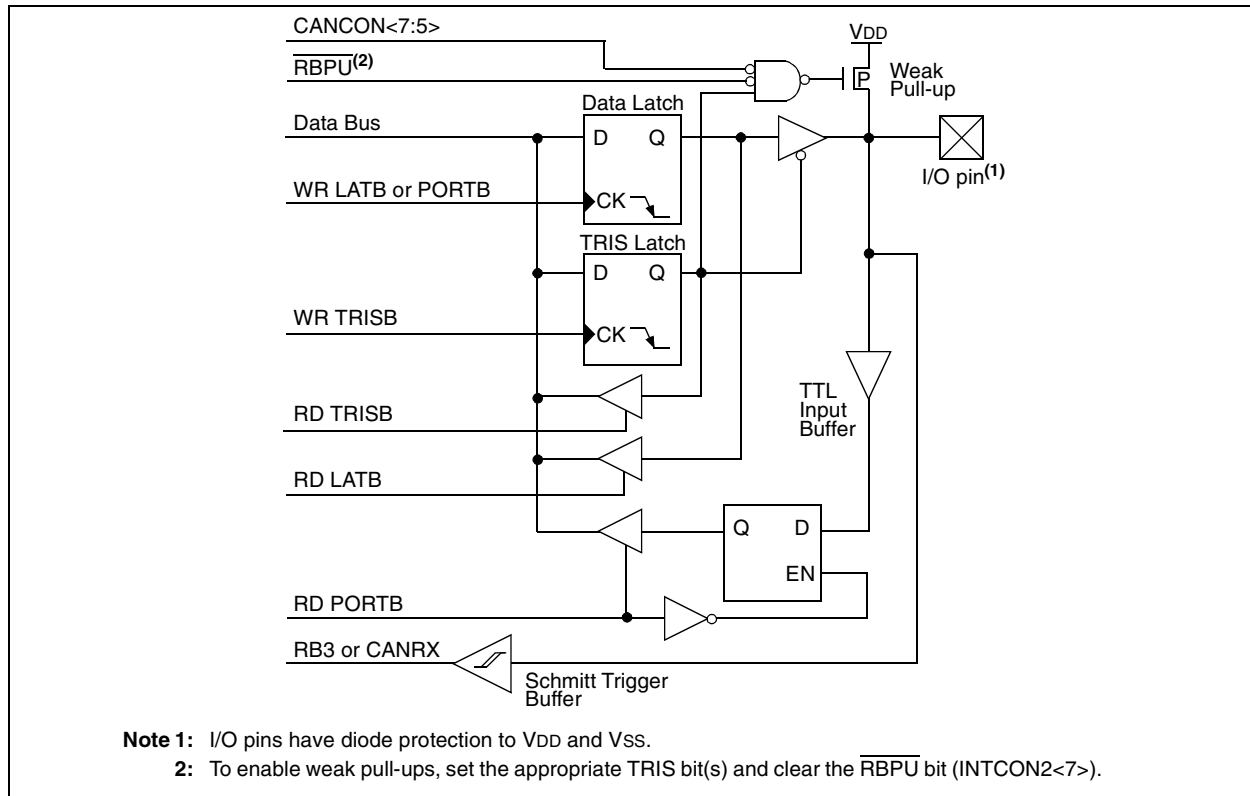 CANCON<7:5>
RBPU(2)
VDD
P
Weak
Pull-up
Data Latch
Data Bus
D Q
I/O pin(1)
WR LATB or PORTB
CK
TRIS Latch
D Q
WR TRISB
CK
TTL
Input
Buffer
RD TRISB
RD LATB
Q D
EN
RD PORTB
RB3 or CANRX
Schmitt Trigger
Buffer
Note 1: I/O pins have diode protection to VDD and VSS.
2: To enable weak pull-ups, set the appropriate TRIS bit(s) and clear the RBPU bit (INTCON2<7>).